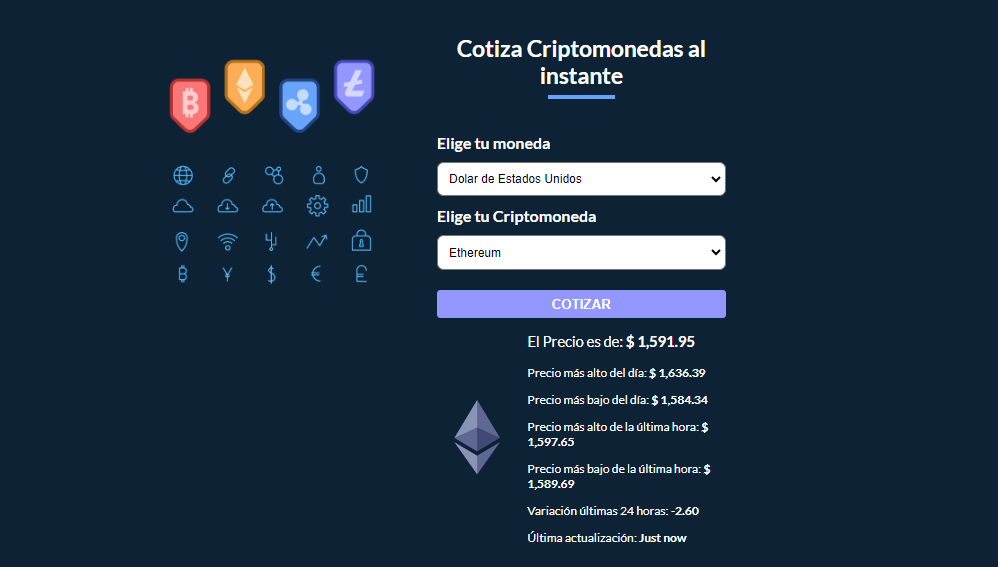 Cotiza Criptomonedas al
instante
Elige tu moneda
Dolar de Estados Unidos
Elige tu Criptomoneda
Ethereum
COTIZAR
El Precio es de: $ 1,591.95
Precio más alto del día: $ 1,636.39
Precio más bajo del día: $ 1,584.34
Precio más alto de la última hora: $
1,597.65
Precio más bajo de la última hora: $
1,589.69
Variación últimas 24 horas: -2.60
Última actualización: Just now